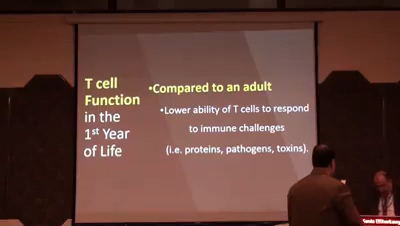 T cell
Function
in the
1st Year
of Life
•Compared to an adult
•Lower ability of T cells to respond
to immune challenges
(i.e. proteins, pathogens, toxins).